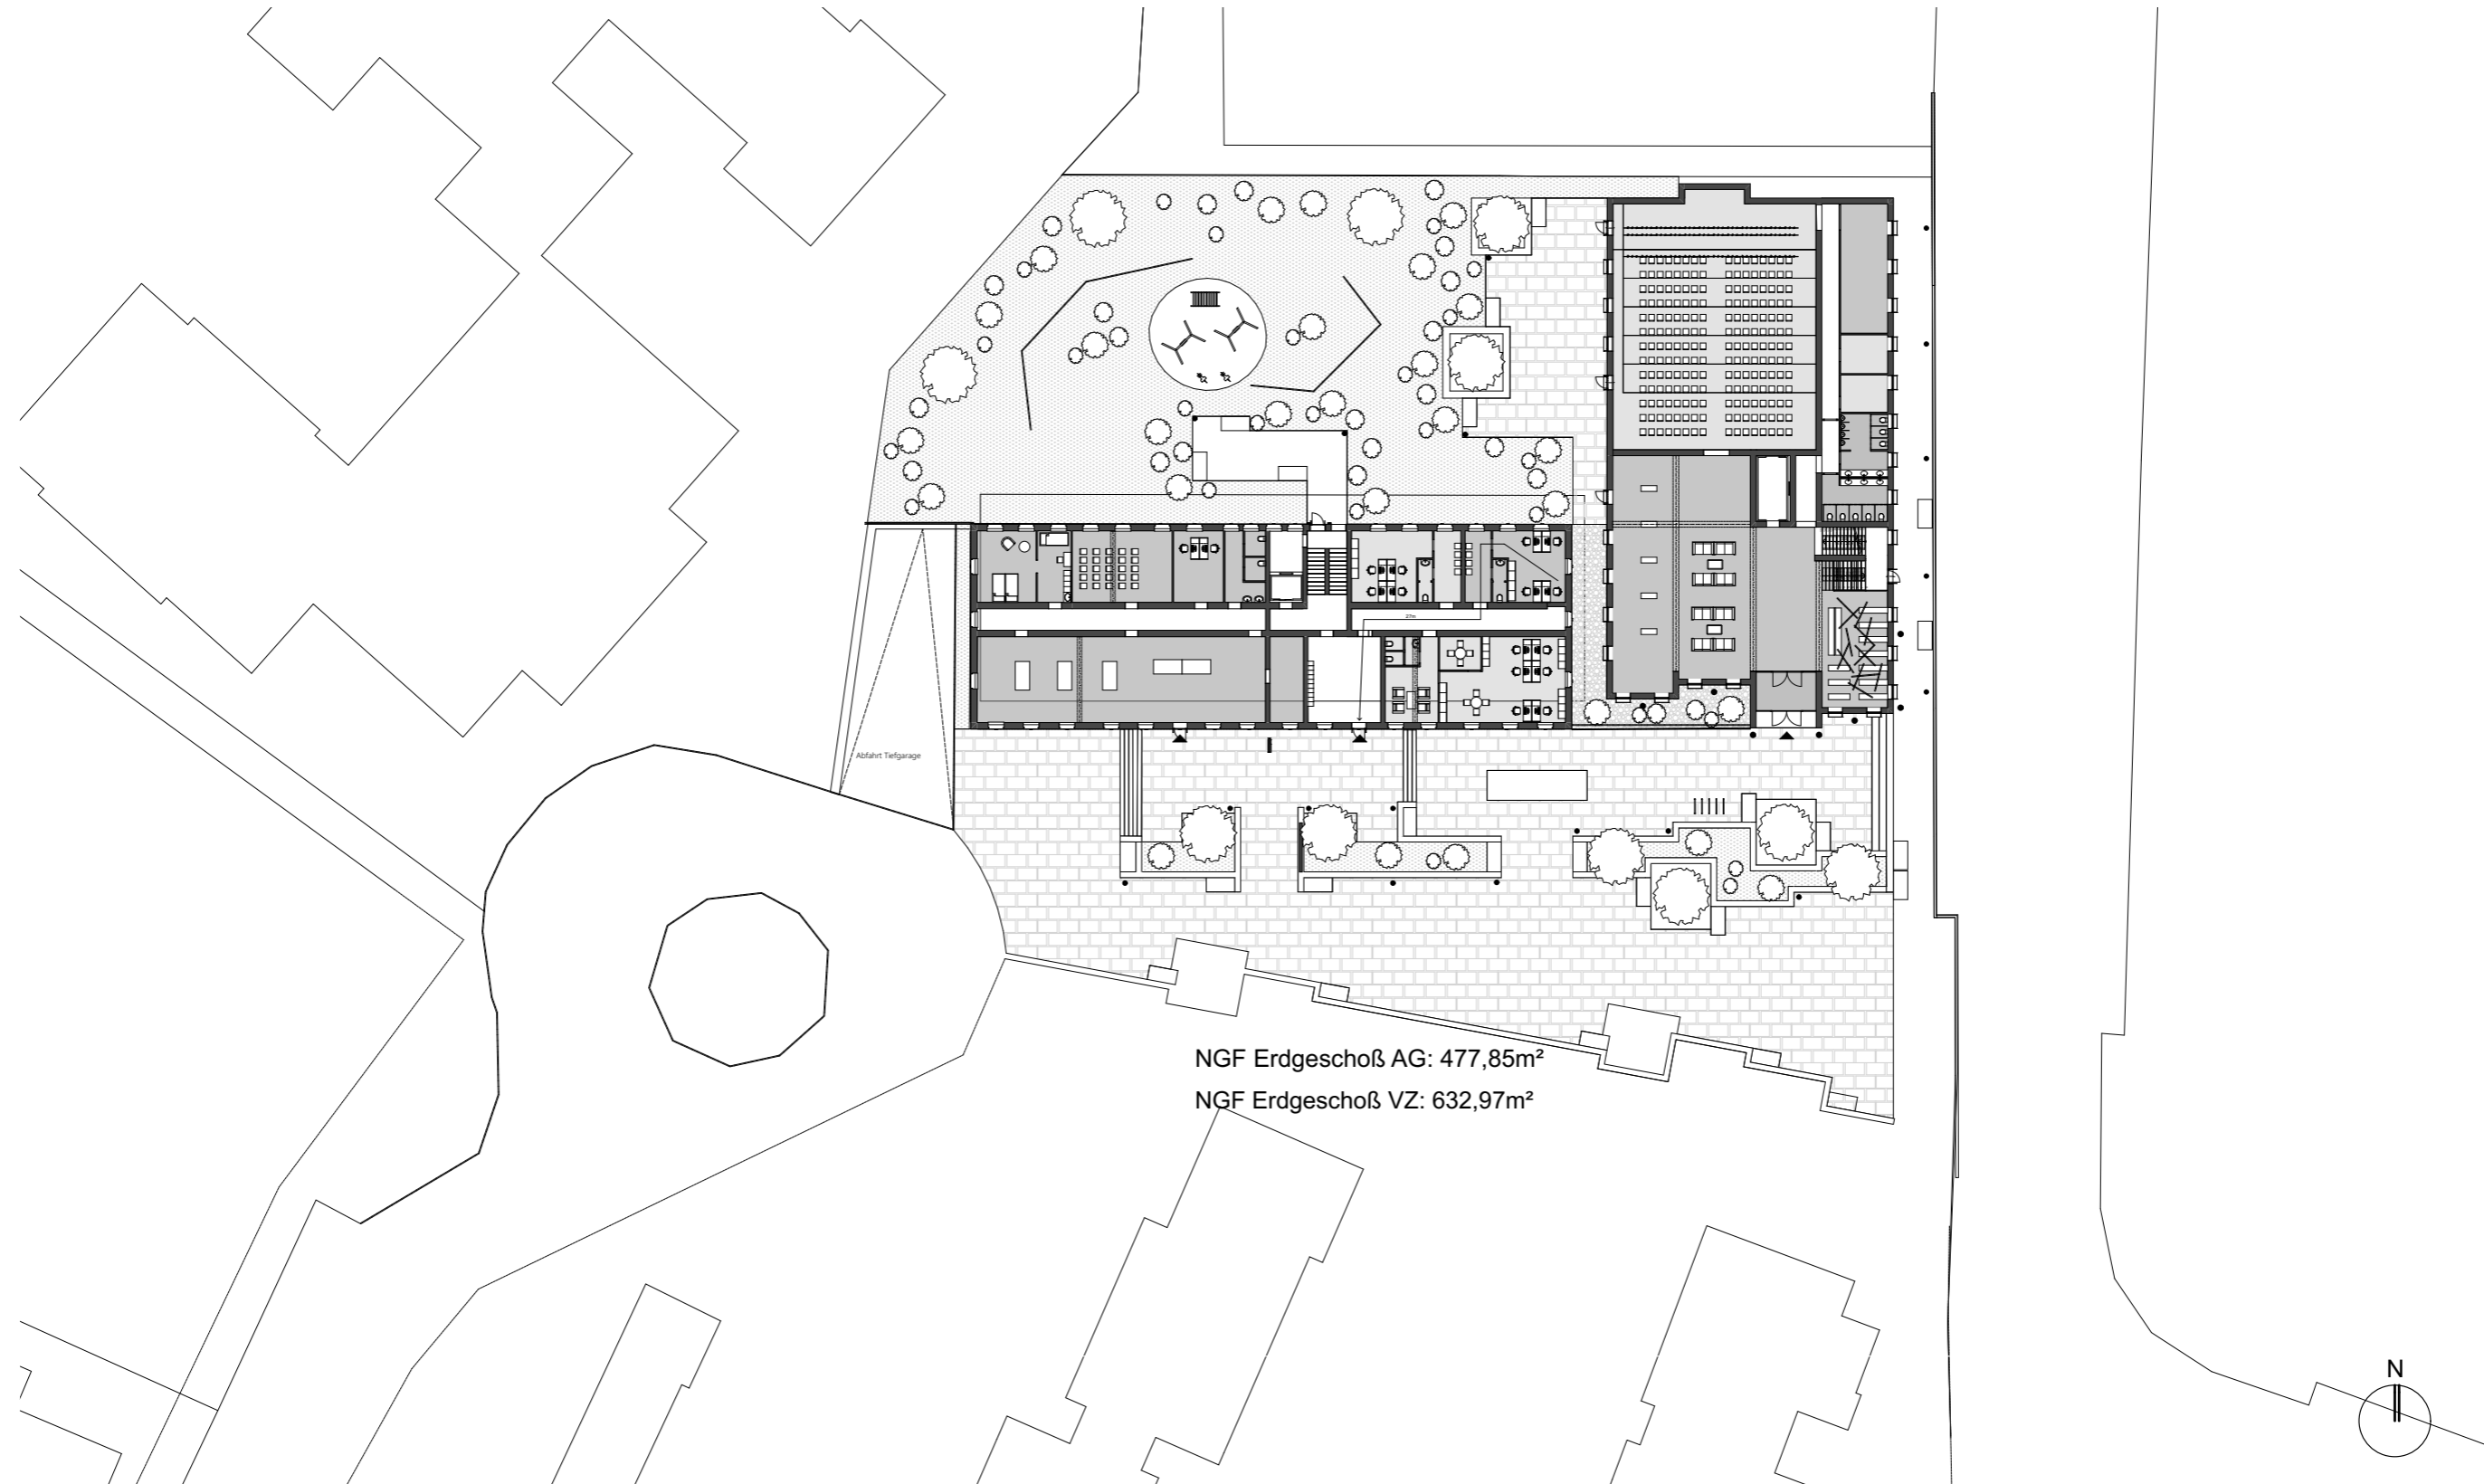 Abfahrt Tiefgarage
NGF Erdgeschoß AG: 477,85m²
NGF Erdgeschoß VZ: 632,97m²
N